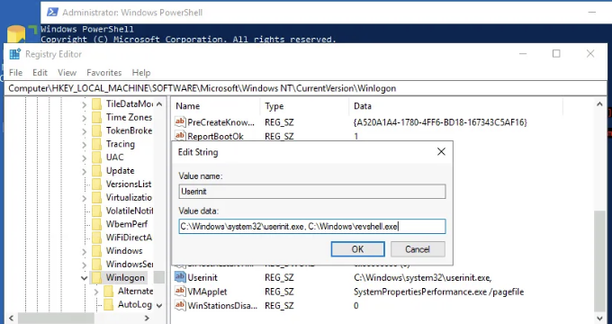 Administrator: Windows PowerShell
Windows PowerShell
Copyright (C) Microsoft Corporation. All rights reserved.
Registry Editor
File Edit View Favorites Help
Computer\HKEY_LOCAL_MACHINE\SOFTWARE\Microsoft\Windows NT\CurrentVersion\Winlogon
TileDataMo
Time Zones
TokenBroke
Tracing
UAC
Update
VersionsList
Virtualization
VolatileNotif
WbemPerf
WiFiDirectA
Windows
WindowsSer
Winlogon
Alternate
AutoLog
Name Type Data
PreCreateKnow... REG_SZ {A520A1A4-1780-4FF6-BD18-167343C5AF16}
ReportBootOk REG_SZ 1
Edit String
Value name:
Userinit
Value data:
C:\Windows\system32\userinit.exe, C:\Windows\revshell.exe
OK Cancel
Userinit REG_SZ C:\Windows\system32\userinit.exe,
VMApplet REG_SZ SystemPropertiesPerformance.exe /pagefile
WinStationsDisa... REG_SZ 0